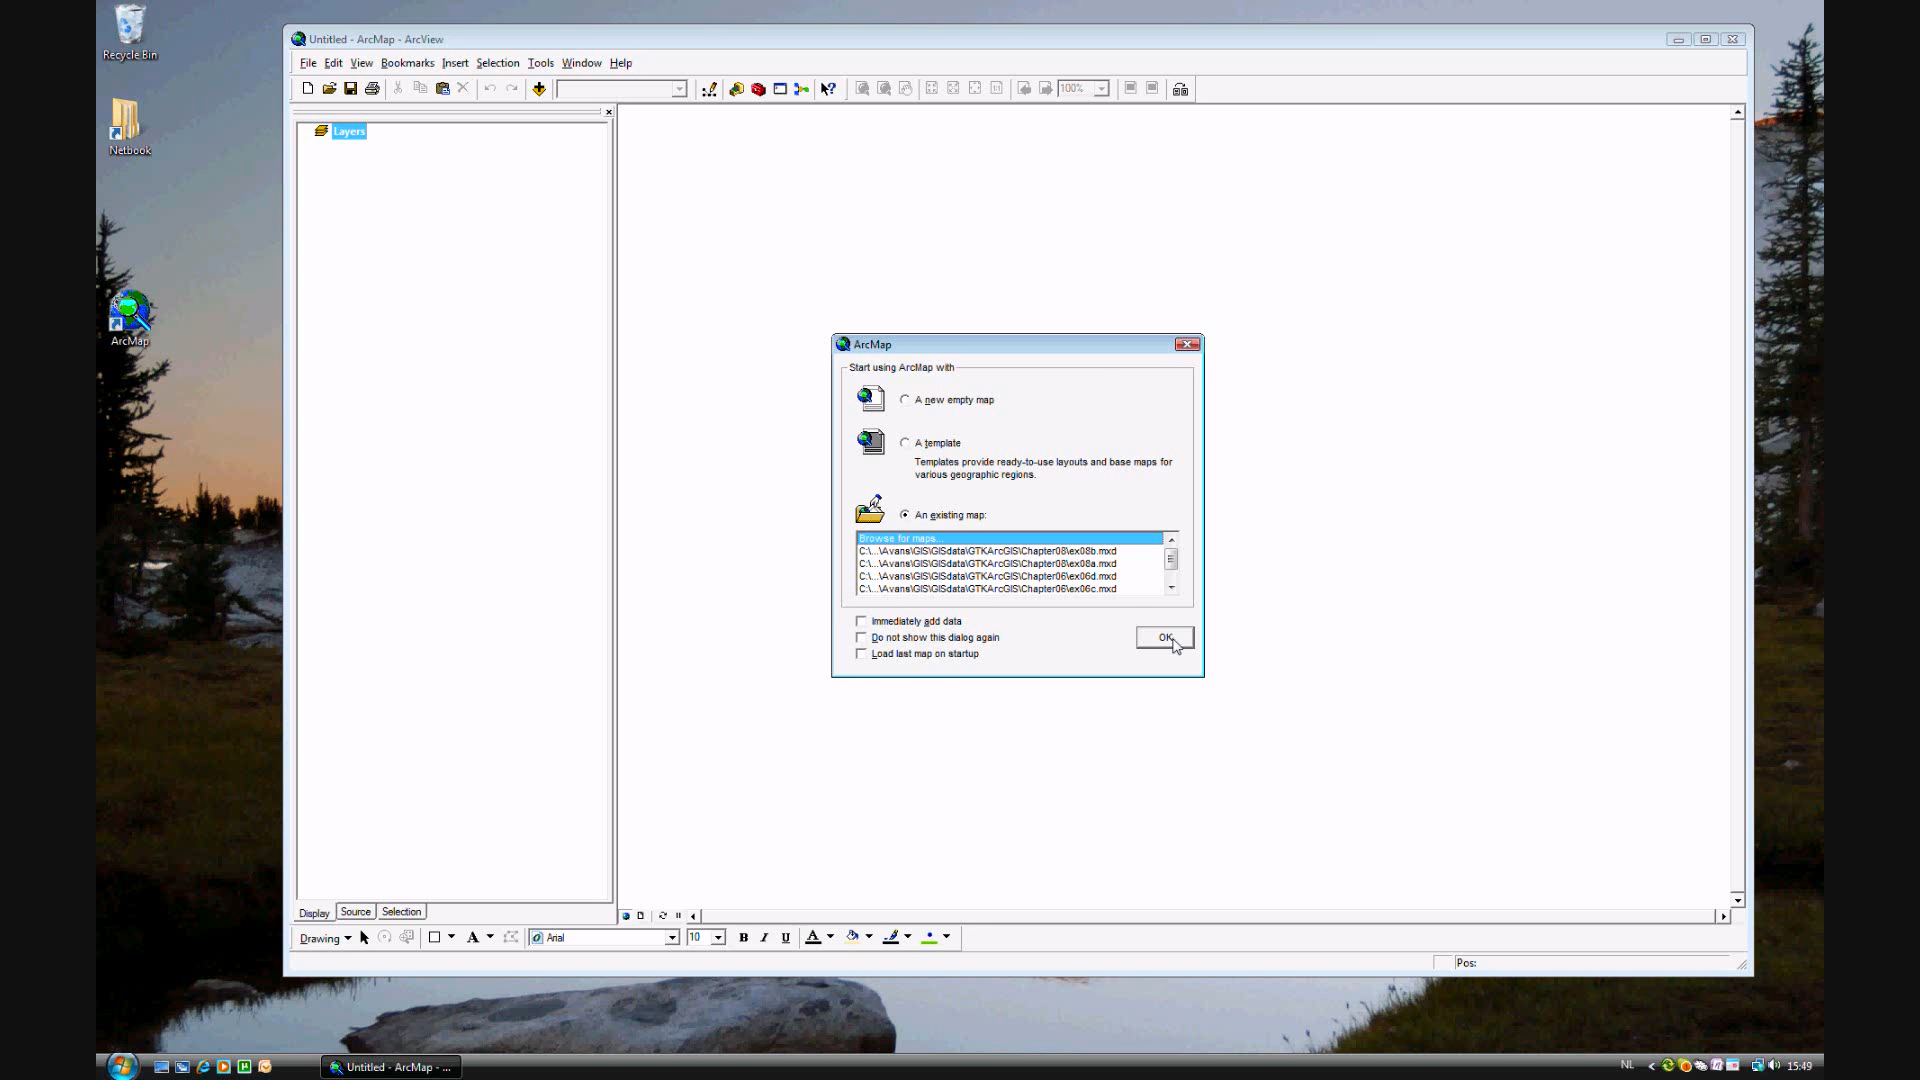 Recycle Bin
Netbook
ArcMap
Untitled - ArcMap - ArcView
File Edit View Bookmarks Insert Selection Tools Window Help
100%
Layers
ArcMap
Start using ArcMap with
A new empty map
A template
Templates provide ready-to-use layouts and base maps for
various geographic regions.
An existing map:
Browse for maps...
C:\...\Avans\GIS\GISdata\GTKArcGIS\Chapter08\ex08b.mxd
C:\...\Avans\GIS\GISdata\GTKArcGIS\Chapter08\ex08a.mxd
C:\...\Avans\GIS\GISdata\GTKArcGIS\Chapter06\ex06d.mxd
C:\...\Avans\GIS\GISdata\GTKArcGIS\Chapter06\ex06c.mxd
Immediately add data
Do not show this dialog again
Load last map on startup
OK
Display Source Selection
Drawing A Arial 10 B I U A
Pos:
Untitled - ArcMap - ...
NL 15:49